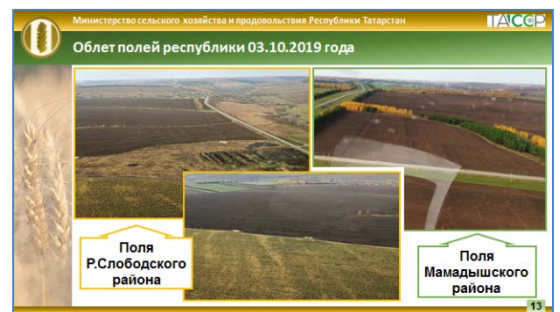 Министерство сельского хозяйства и продовольствия Республики Татарстан
ТАССР
Облет полей республики 03.10.2019 года
Поля
Р.Слободского
района
Поля
Мамадышского
района
13